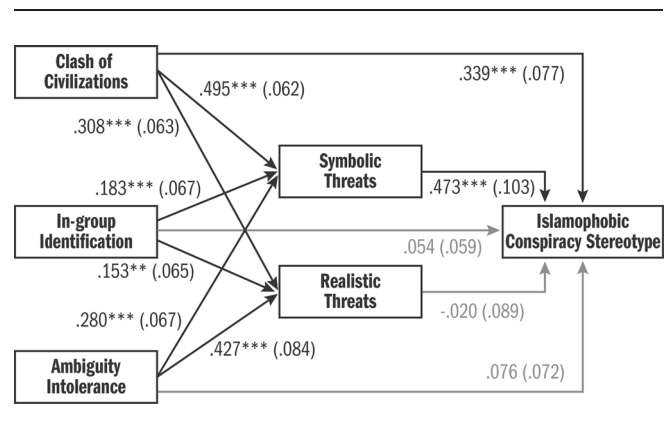 Clash of
Civilizations
.339*** (.077)
.495*** (.062)
.308*** (.063)
Symbolic
Threats
.183*** (.067)
.473*** (.103)
In-group
Identification
Islamophobic
Conspiracy Stereotype
.054 (.059)
.153** (.065)
Realistic
Threats
-.020 (.089)
.280*** (.067)
.427*** (.084)
Ambiguity
Intolerance
.076 (.072)